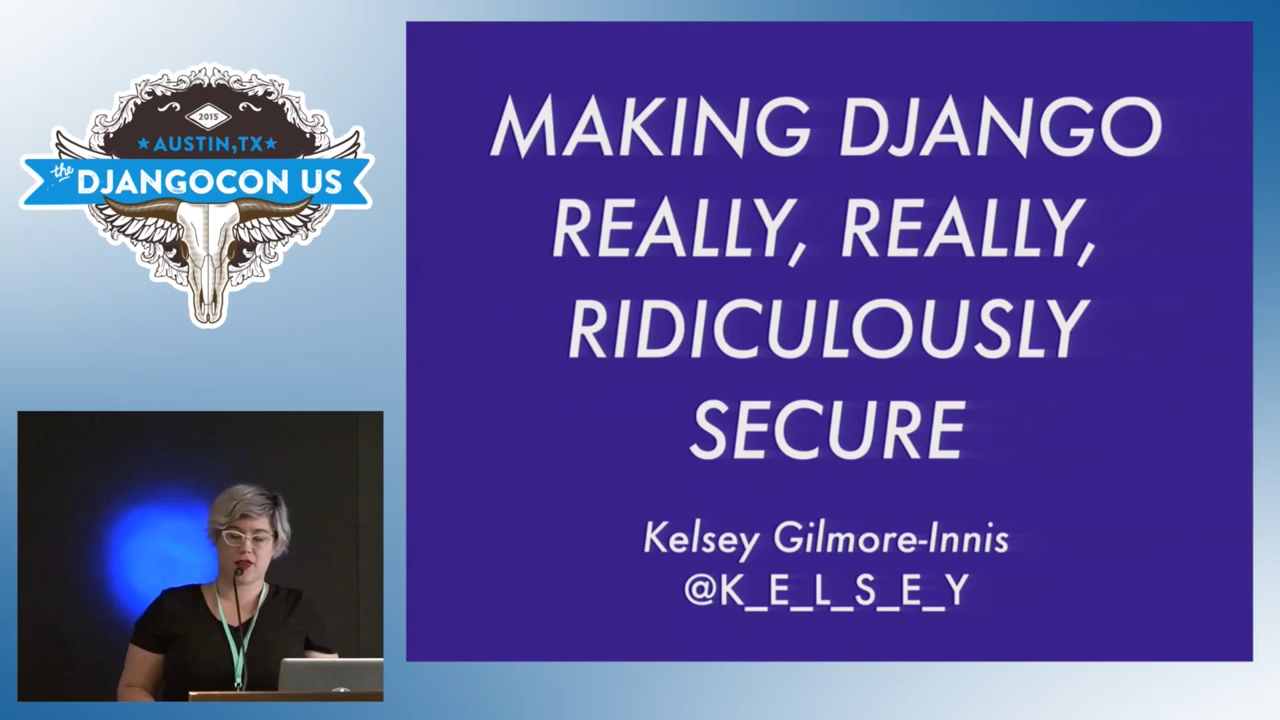 2015
AUSTIN,TX
the DJANGOCON US
MAKING DJANGO
REALLY, REALLY,
RIDICULOUSLY
SECURE
Kelsey Gilmore-Innis
@K_E_L_S_E_Y